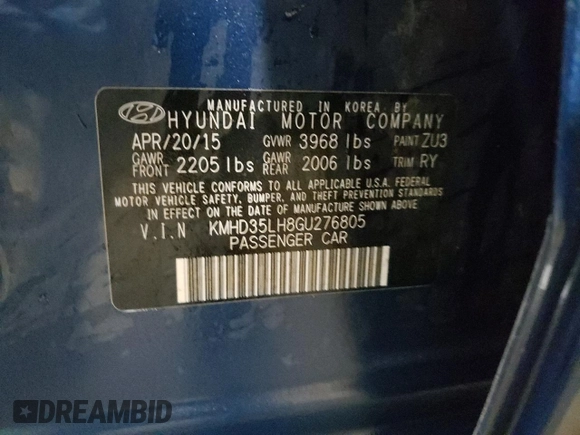 MANUFACTURED IN KOREA BY
HYUNDAI MOTOR COMPANY
APR/20/15 GVWR 3968 lbs PAINT ZU3
GAWR FRONT 2205 lbs GAWR REAR 2006 lbs TRIM RY
THIS VEHICLE CONFORMS TO ALL APPLICABLE U.S.A. FEDERAL
MOTOR VEHICLE SAFETY, BUMPER, AND THEFT PREVENTION STANDARDS
IN EFFECT ON THE DATE OF MANUFACTURE SHOWN ABOVE.
V.I.N KMHD35LH8GU276805
PASSENGER CAR
DREAMBID